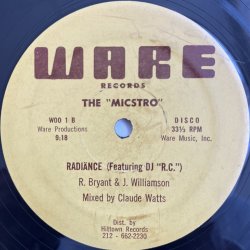 WARE
RECORDS
THE "MICSTRO"
WOO 1 B
Ware Productions
9:18
DISCO
33⅓ RPM
Ware Music, Inc.
RADIANCE (Featuring DJ "R.C.")
R. Bryant & J. Williamson
Mixed by Claude Watts
Dist. by
Hilltown Records
212 - 662-2230